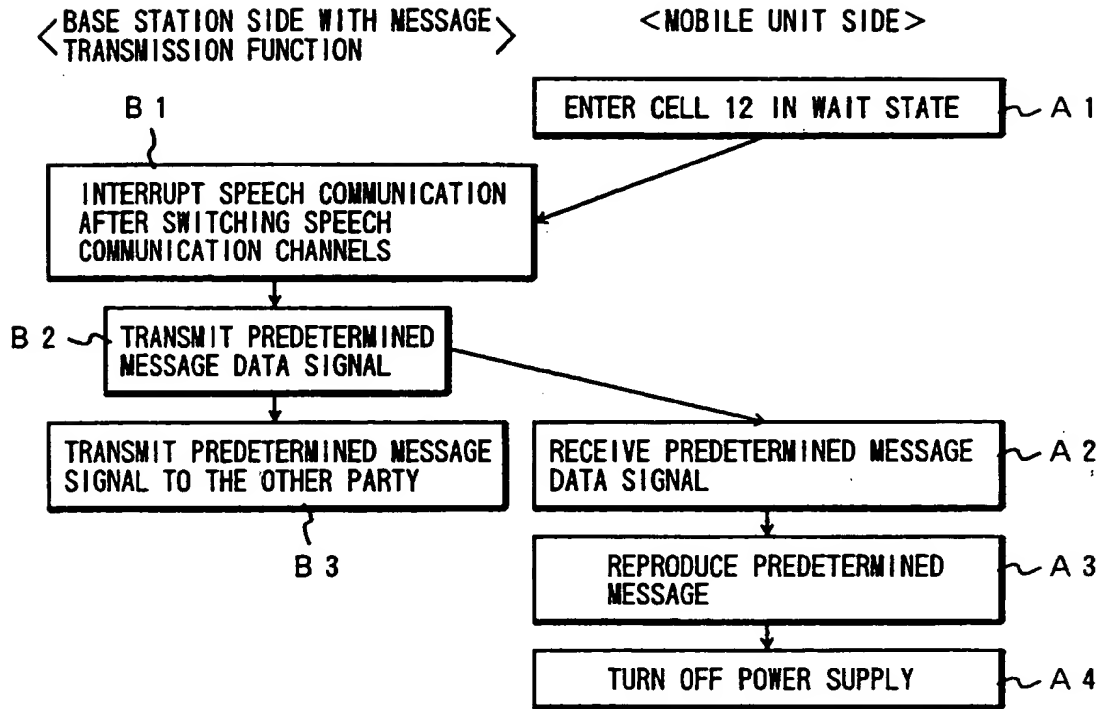 <BASE STATION SIDE WITH MESSAGE
TRANSMISSION FUNCTION>
<MOBILE UNIT SIDE>
ENTER CELL 12 IN WAIT STATE
A 1
B 1
INTERRUPT SPEECH COMMUNICATION
AFTER SWITCHING SPEECH
COMMUNICATION CHANNELS
B 2
TRANSMIT PREDETERMINED
MESSAGE DATA SIGNAL
TRANSMIT PREDETERMINED MESSAGE
SIGNAL TO THE OTHER PARTY
B 3
RECEIVE PREDETERMINED MESSAGE
DATA SIGNAL
A 2
REPRODUCE PREDETERMINED
MESSAGE
A 3
TURN OFF POWER SUPPLY
A 4